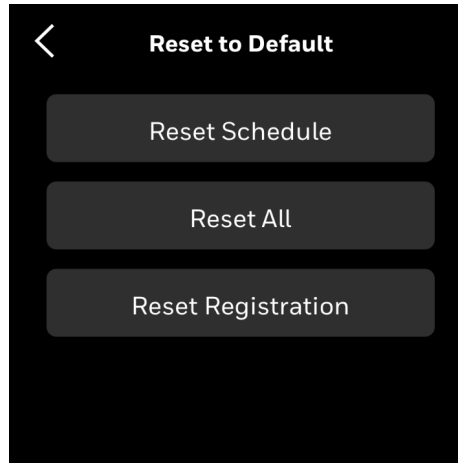 Reset to Default
Reset Schedule
Reset All
Reset Registration